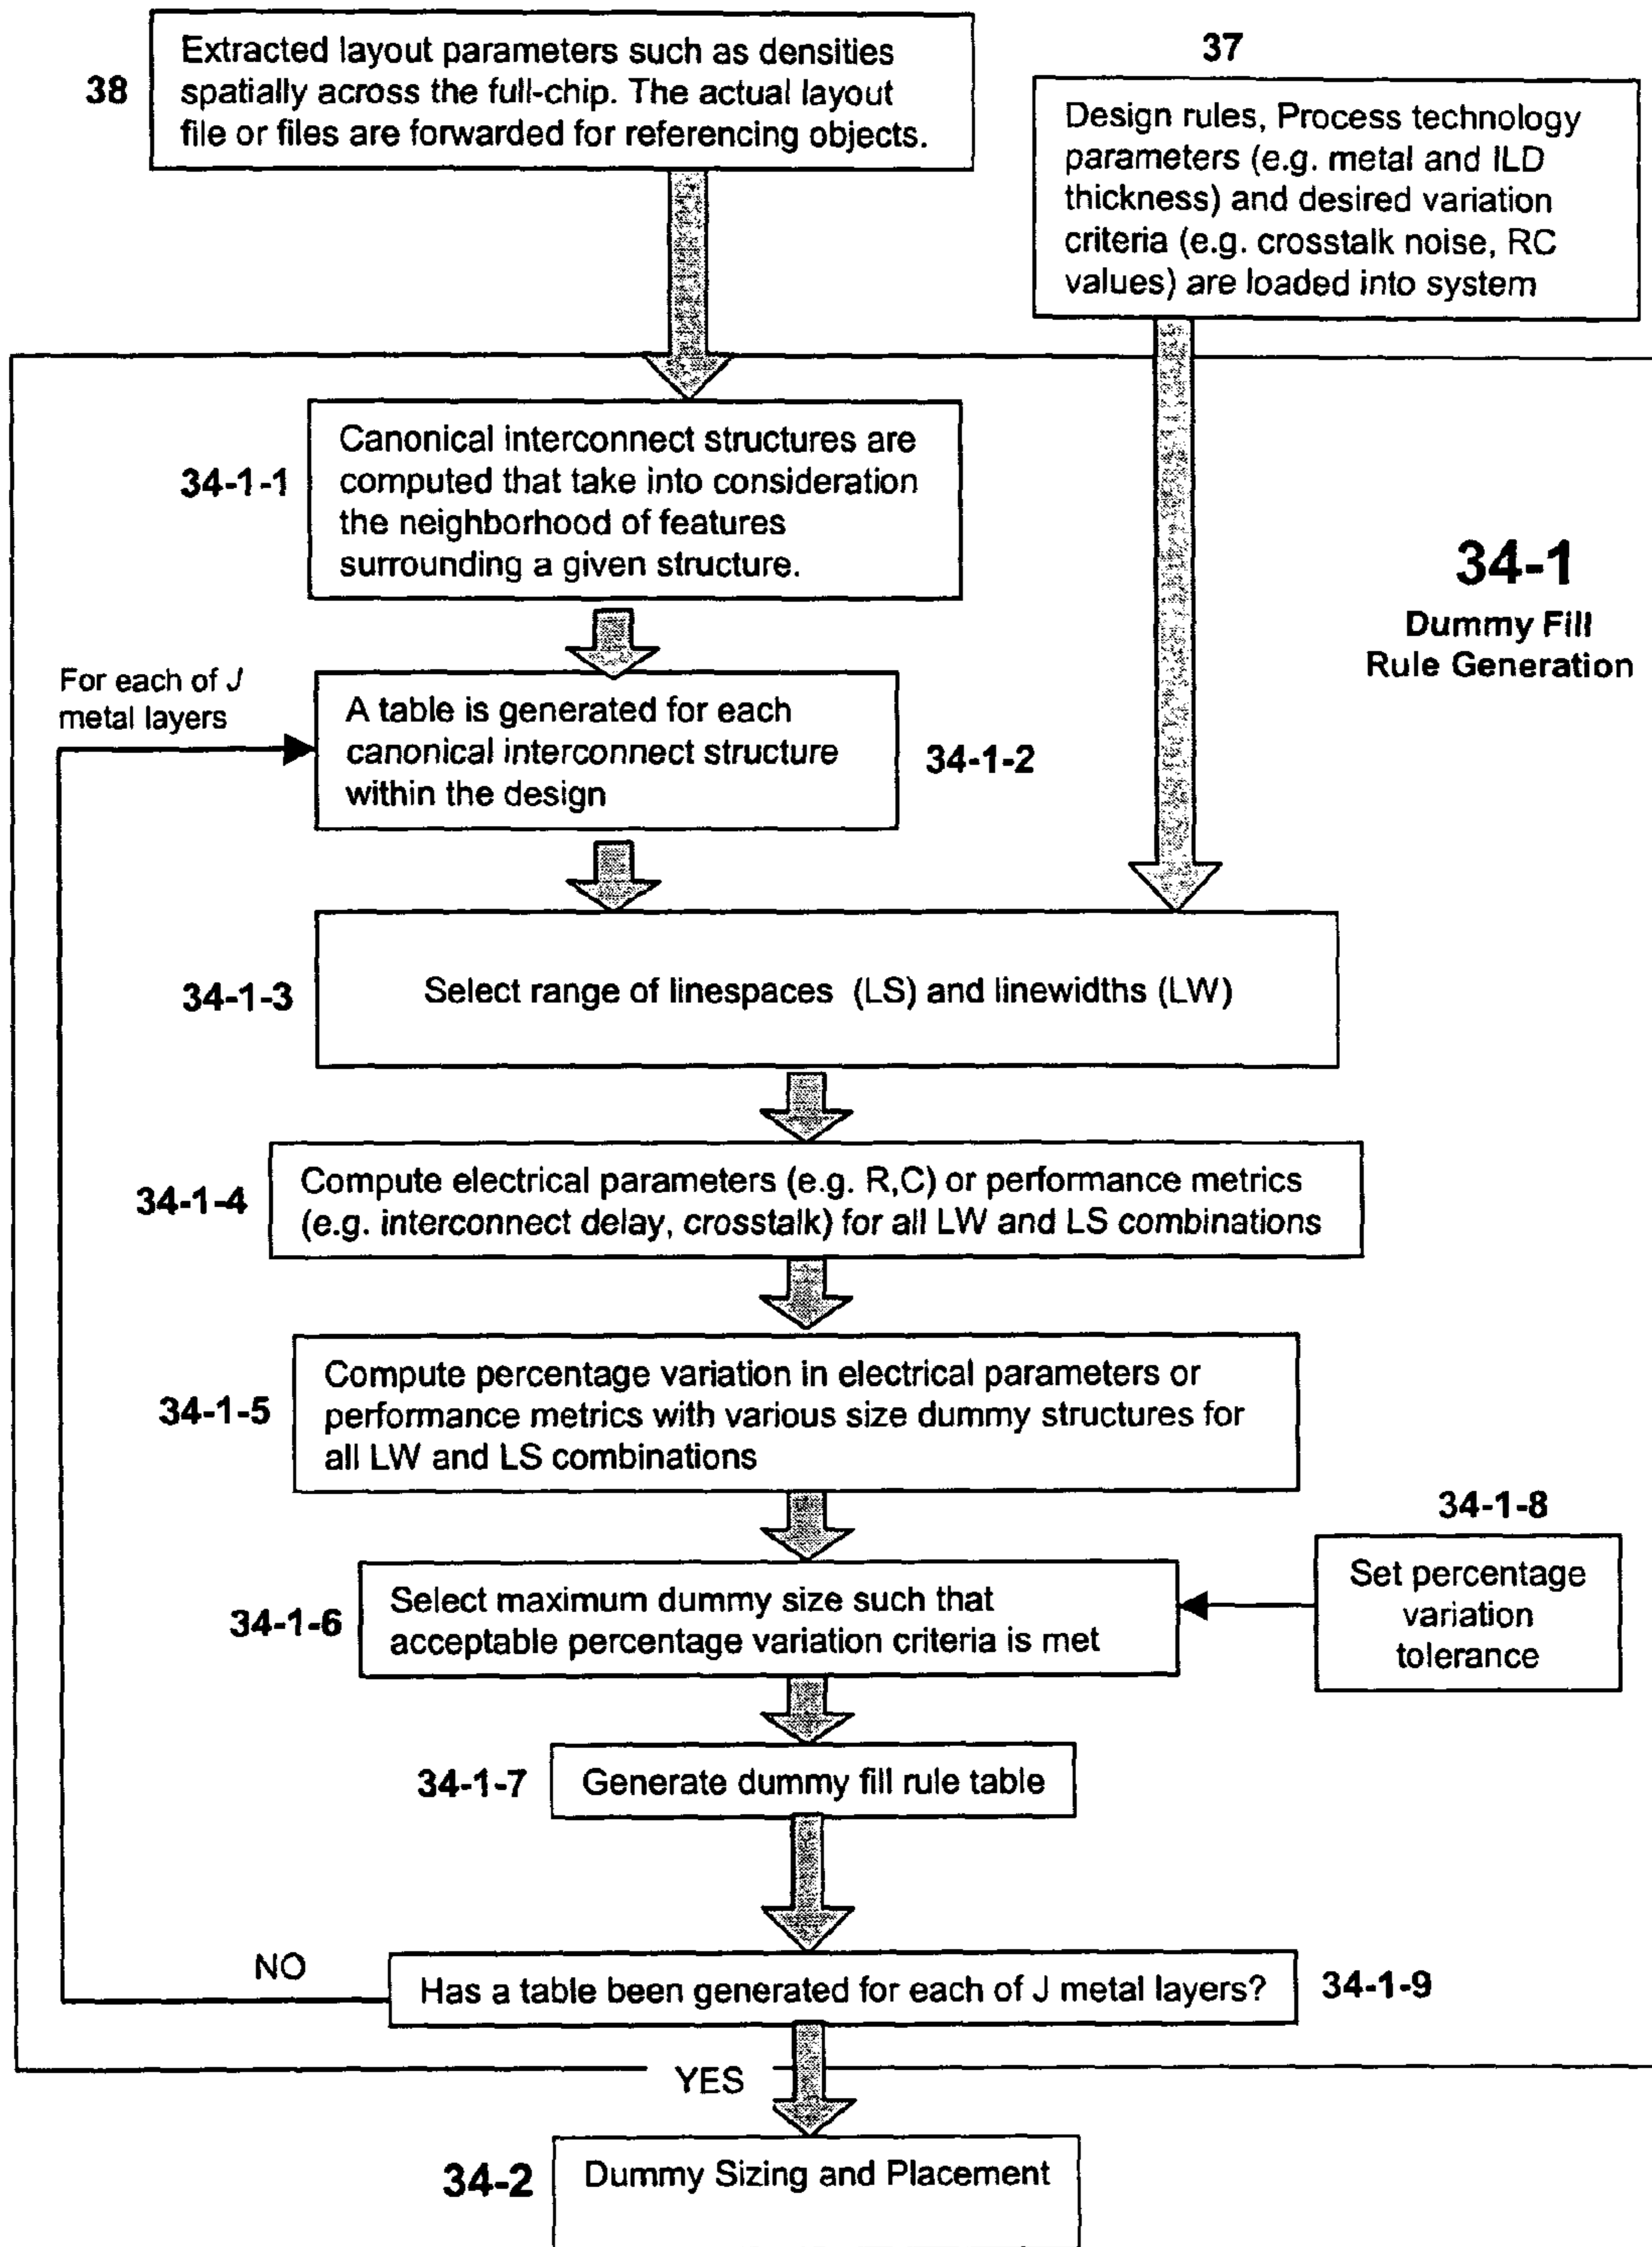 38
Extracted layout parameters such as densities
spatially across the full-chip. The actual layout
file or files are forwarded for referencing objects.
37
Design rules, Process technology
parameters (e.g. metal and ILD
thickness) and desired variation
criteria (e.g. crosstalk noise, RC
values) are loaded into system
34-1-1
Canonical interconnect structures are
computed that take into consideration
the neighborhood of features
surrounding a given structure.
34-1
Dummy Fill
Rule Generation
For each of J
metal layers
A table is generated for each
canonical interconnect structure
within the design
34-1-2
34-1-3
Select range of linespaces (LS) and linewidths (LW)
34-1-4
Compute electrical parameters (e.g. R,C) or performance metrics
(e.g. interconnect delay, crosstalk) for all LW and LS combinations
34-1-5
Compute percentage variation in electrical parameters or
performance metrics with various size dummy structures for
all LW and LS combinations
34-1-8
Set percentage
variation
tolerance
34-1-6
Select maximum dummy size such that
acceptable percentage variation criteria is met
34-1-7
Generate dummy fill rule table
NO
Has a table been generated for each of J metal layers?
34-1-9
YES
34-2
Dummy Sizing and Placement